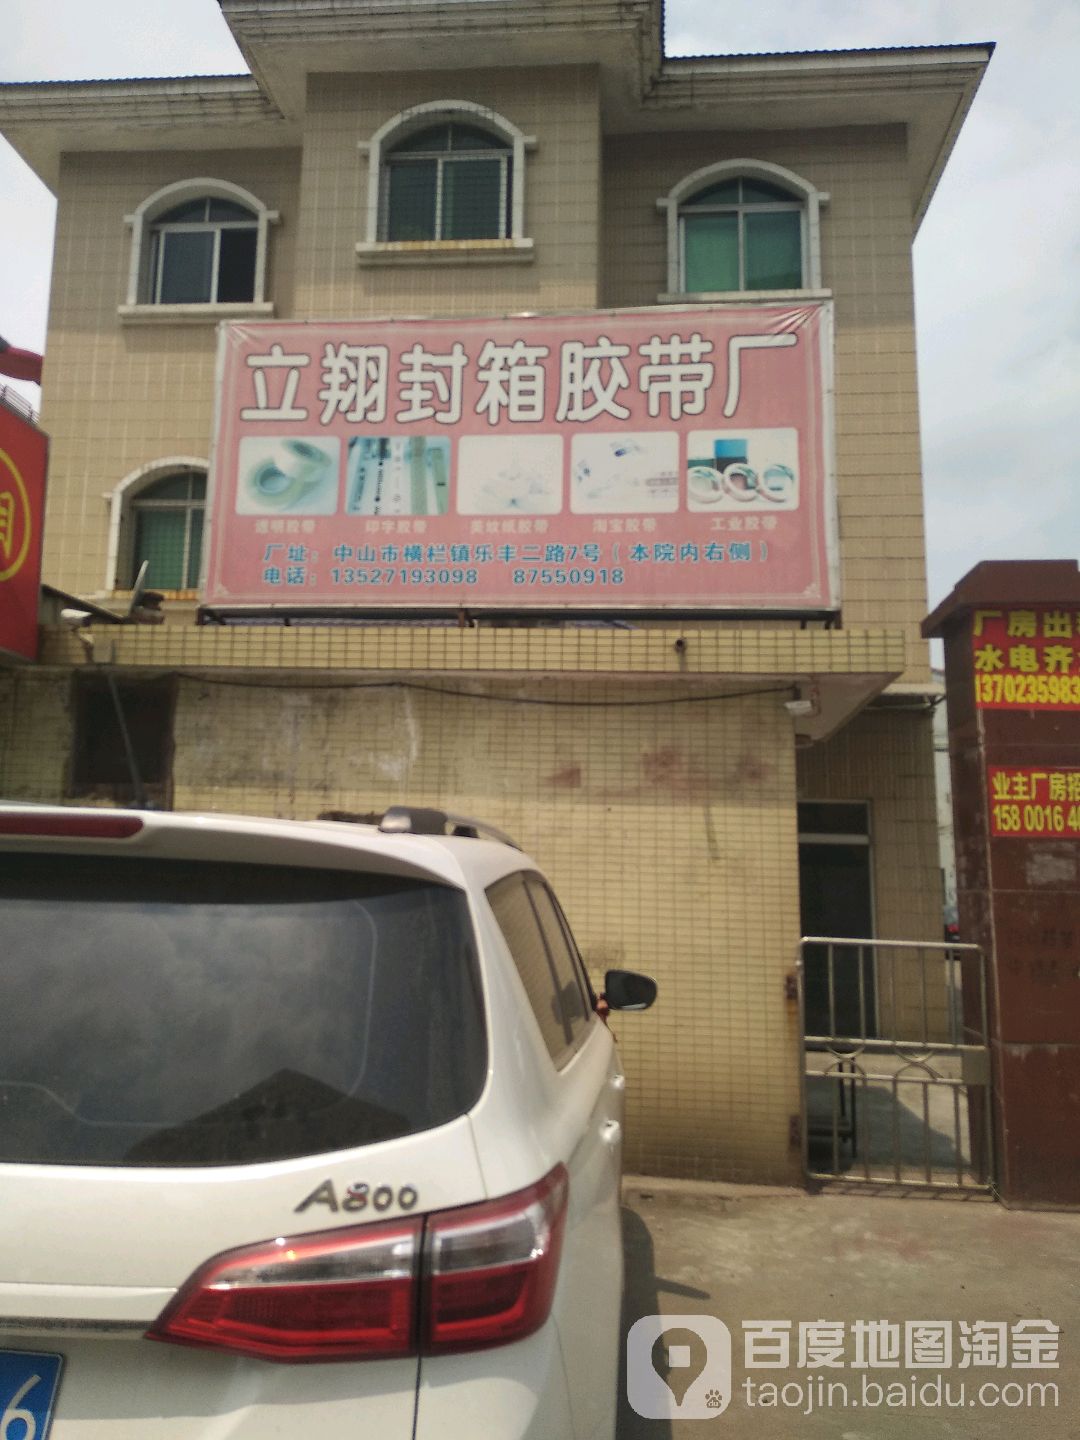 立翔封箱胶带厂
透明胶带 印字胶带 美纹纸胶带 淘宝胶带 工业胶带
厂址：中山市横栏镇乐丰二路7号（本院内右侧）
电话：13527193098 87550918
厂房出
水电齐
1370235983
业主厂房招
158 0016 4
A800
6
百度地图淘金
taojin.baidu.com